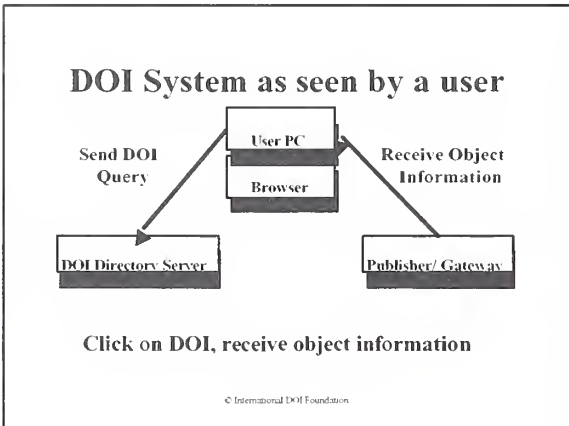 DOI System as seen by a user
User PC
Send DOI
Query
Receive Object
Information
Browser
DOI Directory Server
Publisher/ Gateway
Click on DOI, receive object information
© International DOI Foundation